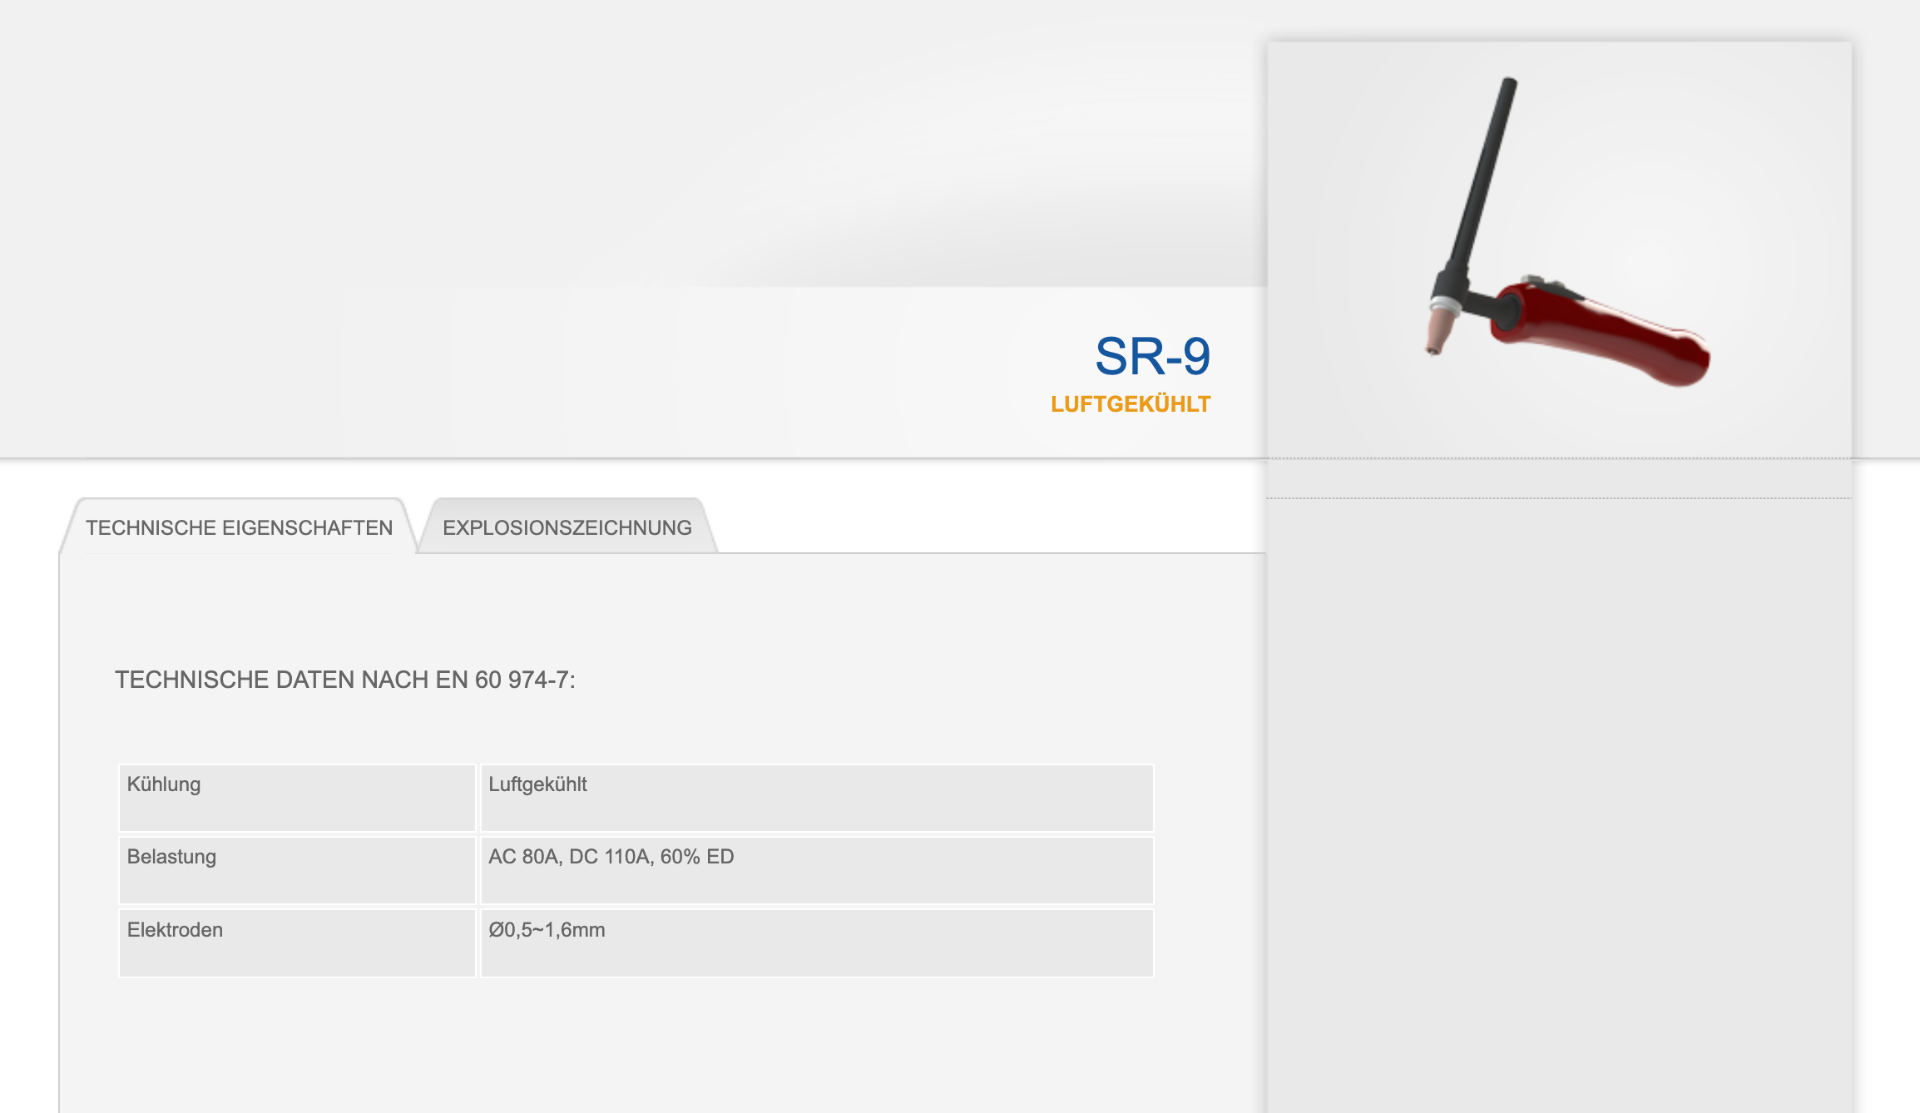 SR-9
LUFTGEKÜHLT
TECHNISCHE EIGENSCHAFTEN
EXPLOSIONSZEICHNUNG
TECHNISCHE DATEN NACH EN 60 974-7:
Kühlung Luftgekühlt
Belastung AC 80A, DC 110A, 60% ED
Elektroden Ø0,5~1,6mm